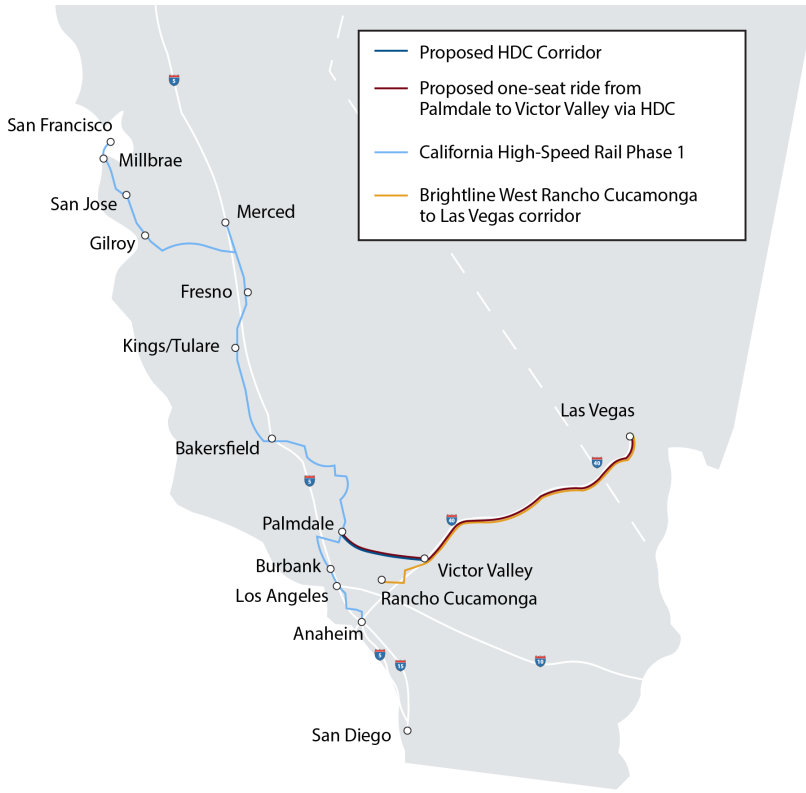 Proposed HDC Corridor
Proposed one-seat ride from
Palmdale to Victor Valley via HDC
California High-Speed Rail Phase 1
Brightline West Rancho Cucamonga
to Las Vegas corridor
5
San Francisco
Millbrae
San Jose
Merced
Gilroy
Fresno
Kings/Tulare
Las Vegas
Bakersfield
40
5
40
Palmdale
Burbank
Victor Valley
Los Angeles
Rancho Cucamonga
Anaheim
5
15
10
San Diego